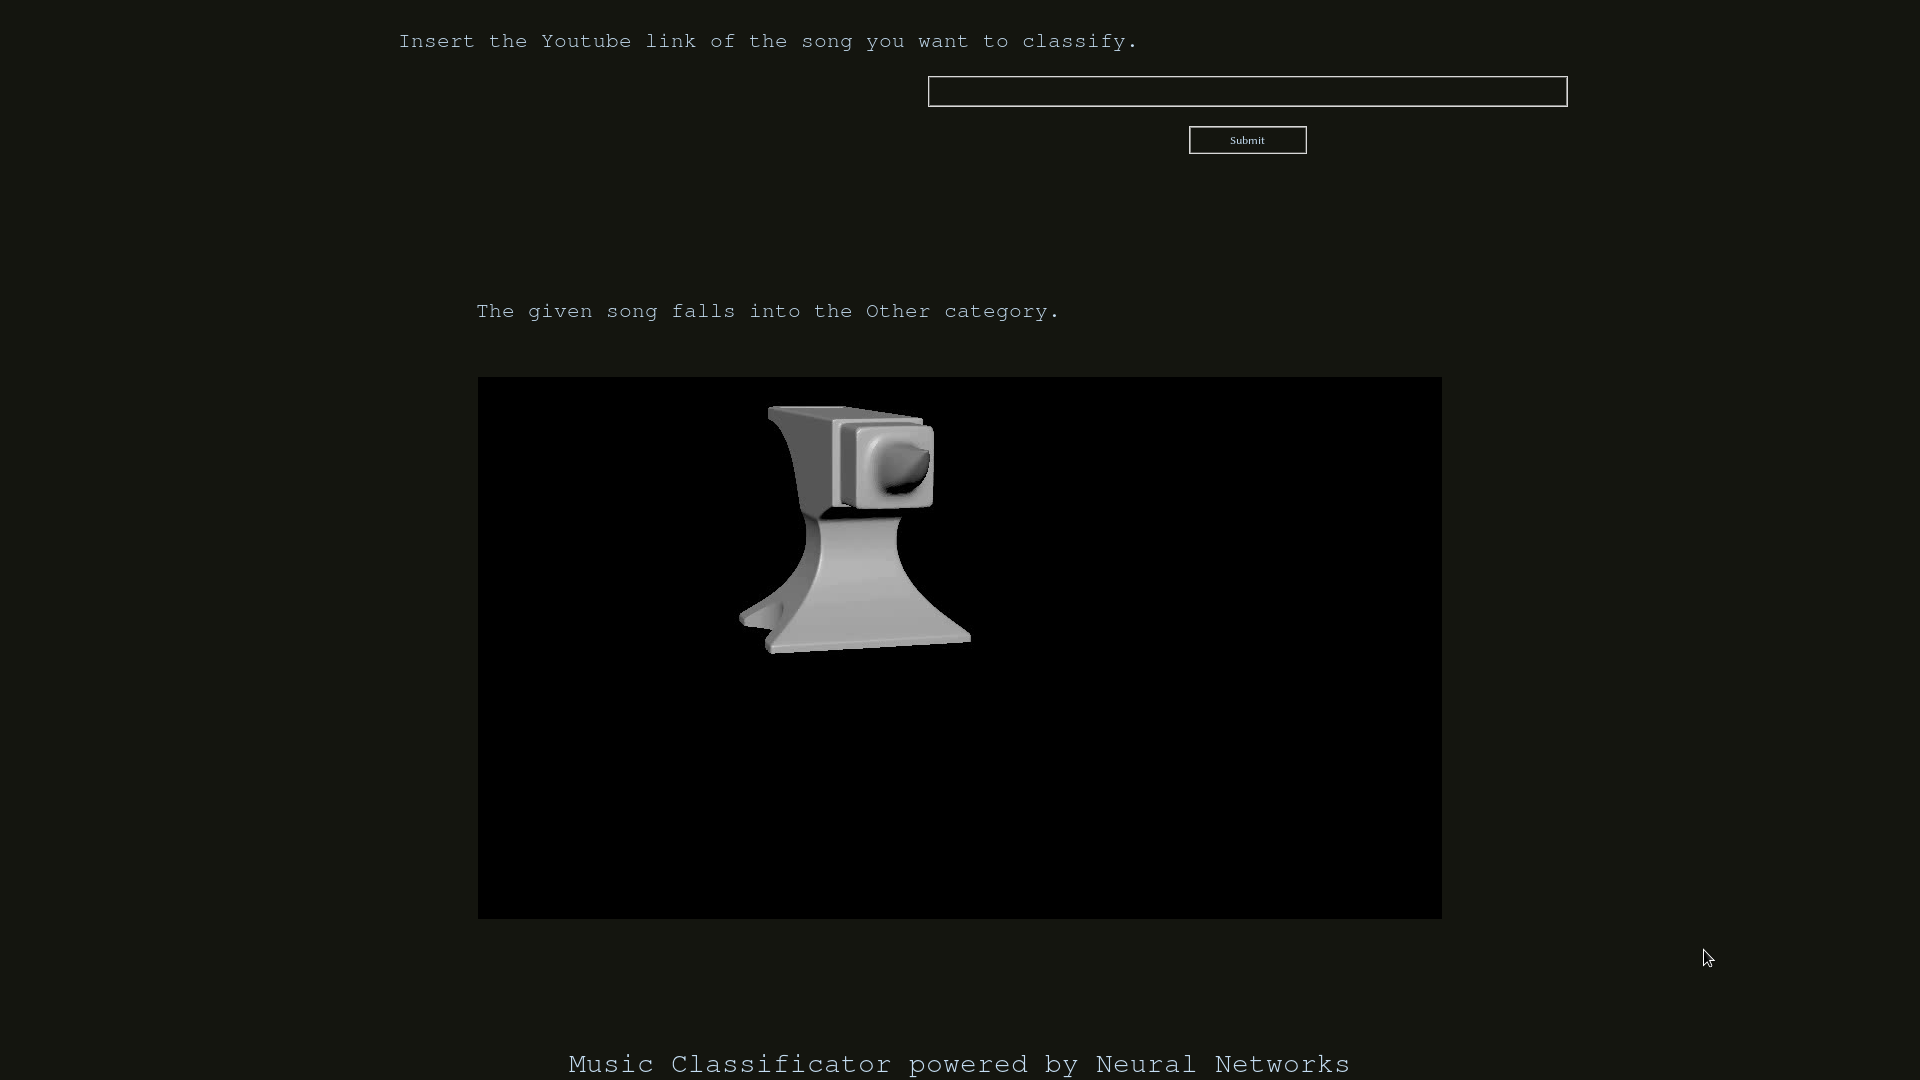 Insert the Youtube link of the song you want to classify.
Submit
The given song falls into the Other category.
Music Classificator powered by Neural Networks